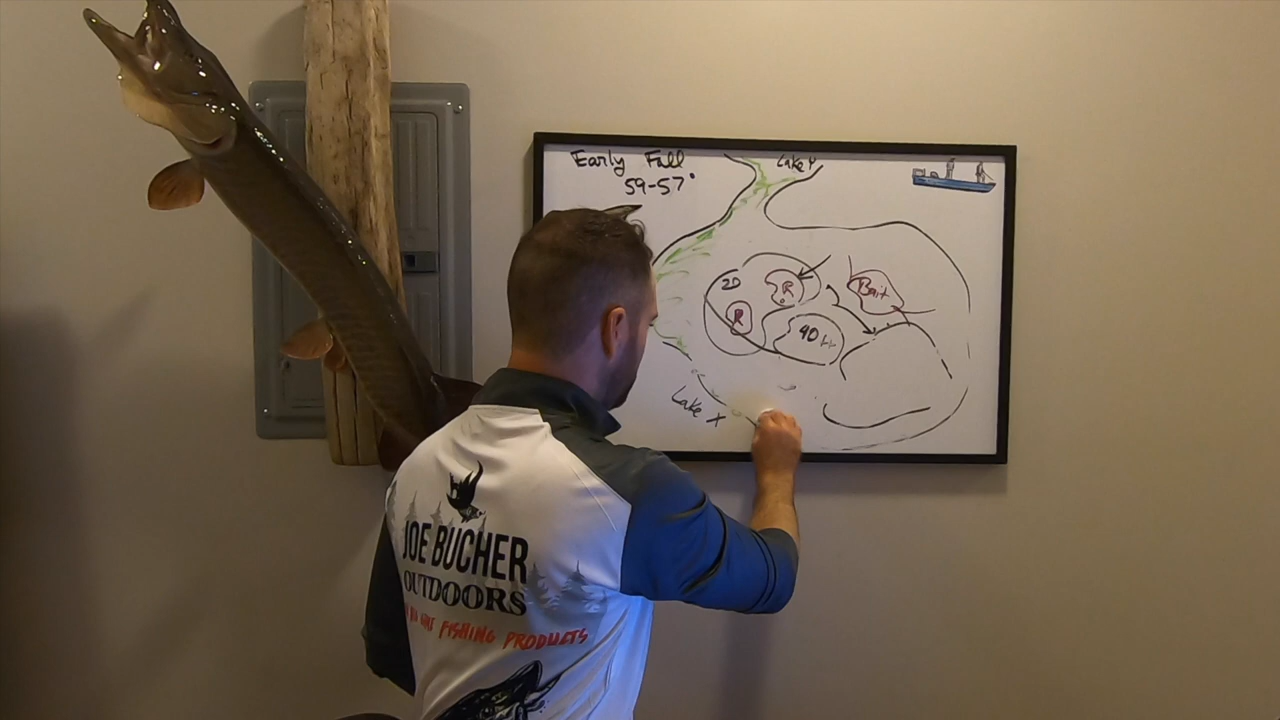 Early Fall
59-57°
Lake Y
20
R
Bait
R
40
Lake X
JOE BUCHER
OUTDOORS
FISHING PRODUCTS